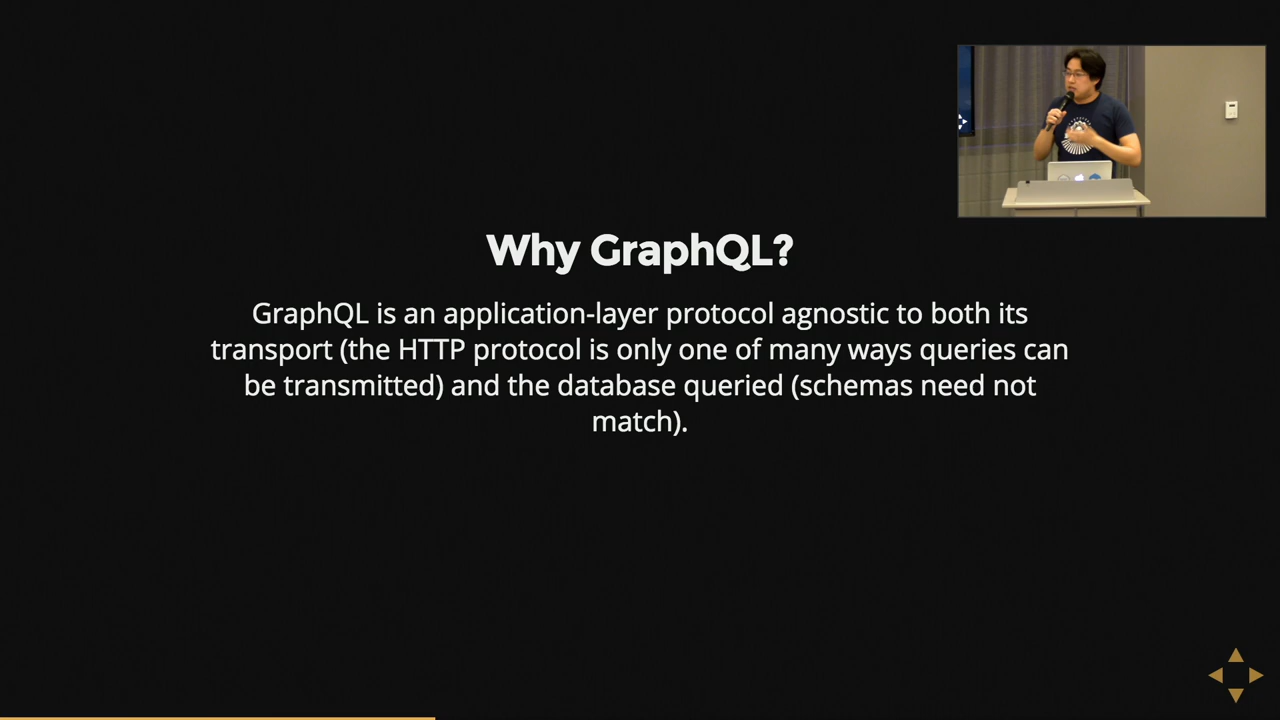 Why GraphQL?
GraphQL is an application-layer protocol agnostic to both its
transport (the HTTP protocol is only one of many ways queries can
be transmitted) and the database queried (schemas need not
match).